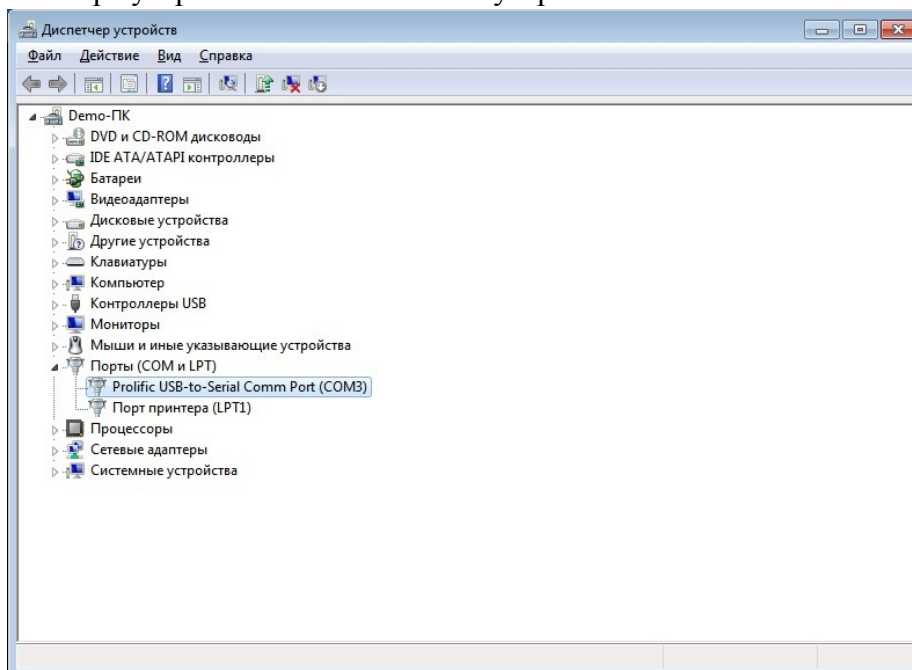 Диспетчер устройств
Файл Действие Вид Справка
Demo-ПК
DVD и CD-ROM дисководы
IDE ATA/ATAPI контроллеры
Батареи
Видеоадаптеры
Дисковые устройства
Другие устройства
Клавиатуры
Компьютер
Контроллеры USB
Мониторы
Мыши и иные указывающие устройства
Порты (COM и LPT)
Prolific USB-to-Serial Comm Port (COM3)
Порт принтера (LPT1)
Процессоры
Сетевые адаптеры
Системные устройства